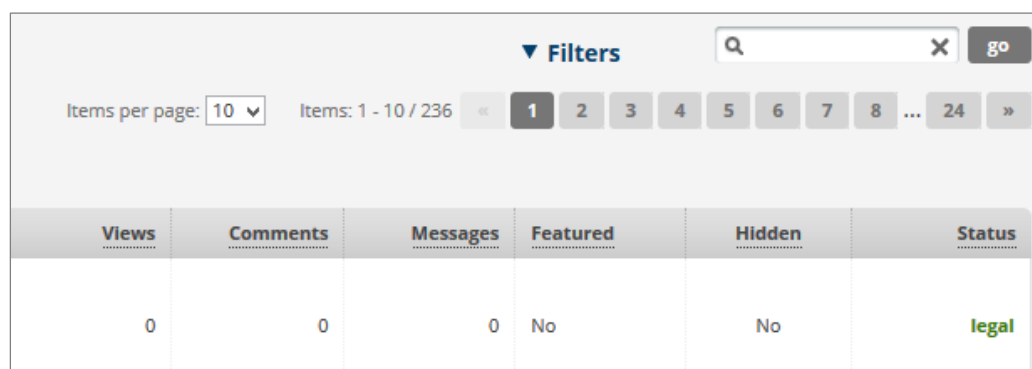 ▼ Filters go
Items per page: 10 Items: 1 - 10 / 236 « 1 2 3 4 5 6 7 8 ... 24 »
Views Comments Messages Featured Hidden Status
0 0 0 No No legal